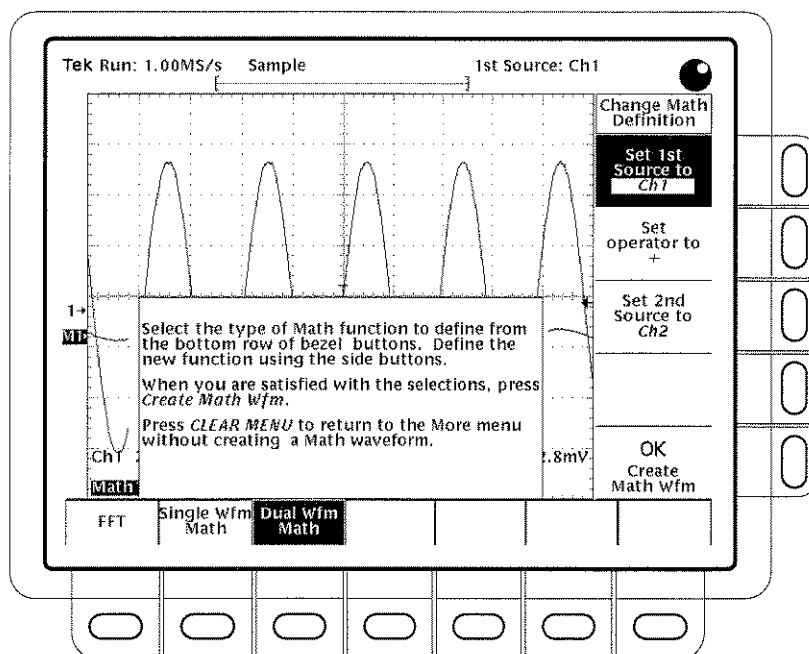 Tek Run: 1.00MS/s Sample 1st Source: Ch1
Change Math
Definition
Set 1st
Source to
Ch1
Set
operator to
+
Set 2nd
Source to
Ch2
OK
Create
Math Wfm
1→
M1
Select the type of Math function to define from
the bottom row of bezel buttons. Define the
new function using the side buttons.
When you are satisfied with the selections, press
Create Math Wfm.
Press CLEAR MENU to return to the More menu
without creating a Math waveform.
Ch1
.8mV
Math
FFT
Single Wfm
Math
Dual Wfm
Math